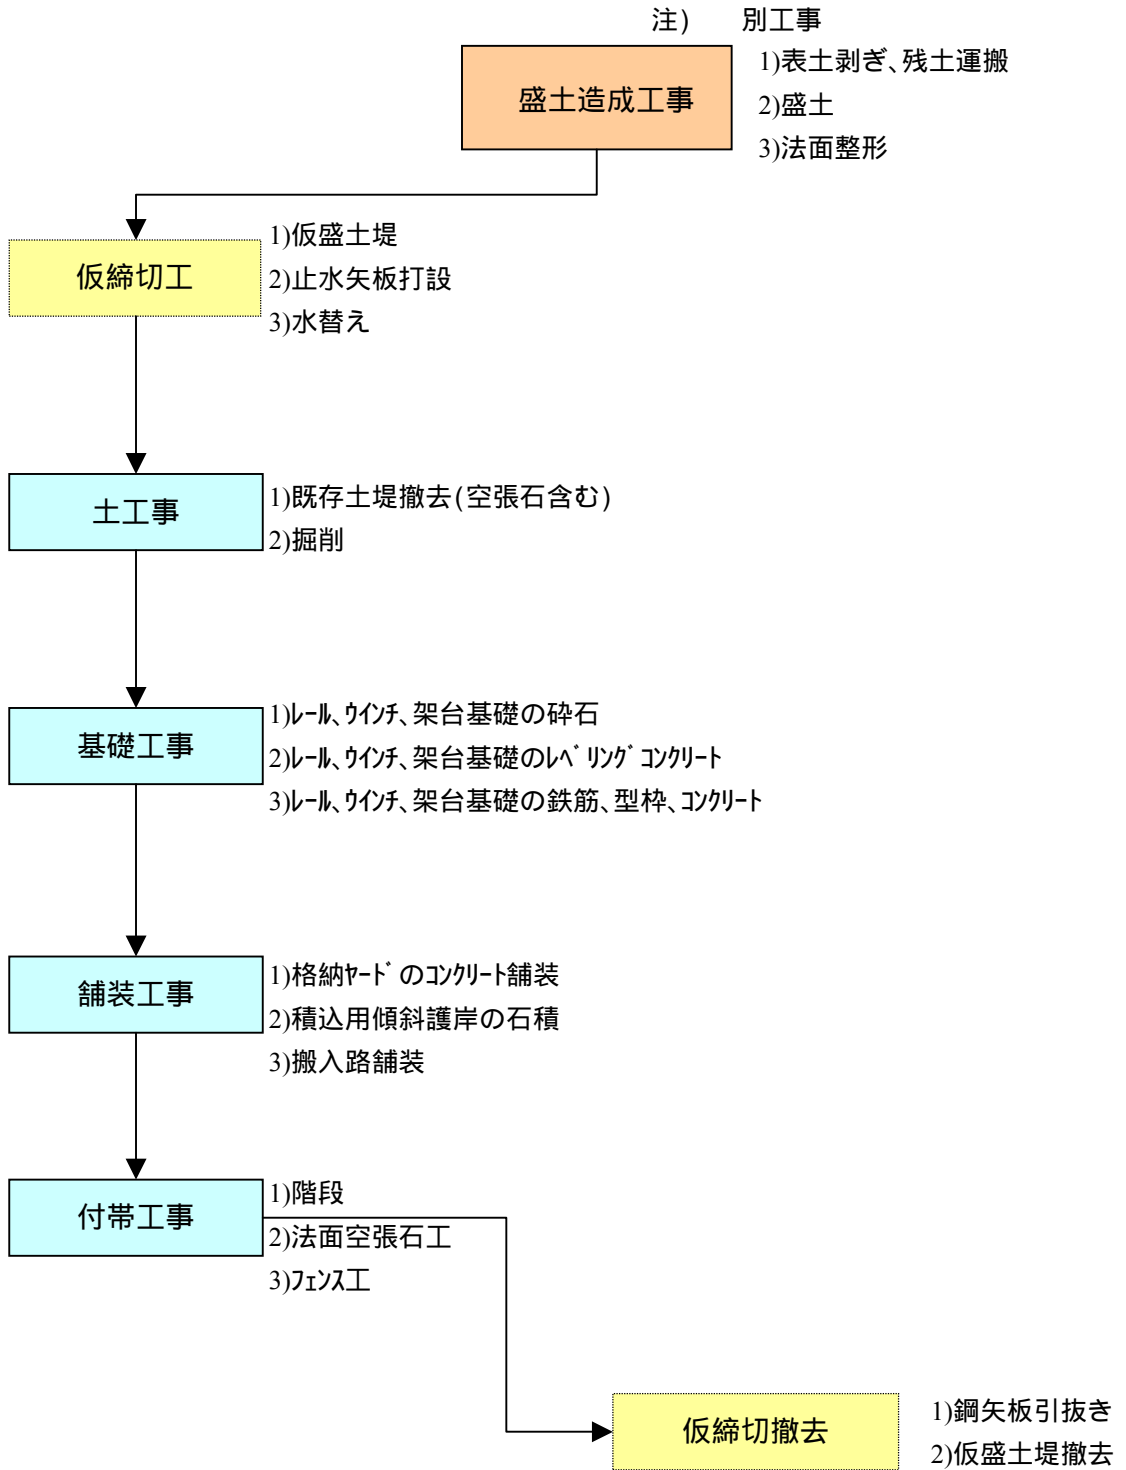 注)　　別工事
盛土造成工事
1)表土剥ぎ、残土運搬
2)盛土
3)法面整形
仮締切工
1)仮盛土堤
2)止水矢板打設
3)水替え
土工事
1)既存土堤撤去(空張石含む)
2)掘削
基礎工事
1)ﾚｰﾙ、ｳｲﾝﾁ、架台基礎の砕石
2)ﾚｰﾙ、ｳｲﾝﾁ、架台基礎のﾚﾍﾞﾘﾝｸﾞｺﾝｸﾘｰﾄ
3)ﾚｰﾙ、ｳｲﾝﾁ、架台基礎の鉄筋、型枠、ｺﾝｸﾘｰﾄ
舗装工事
1)格納ﾔｰﾄﾞのｺﾝｸﾘｰﾄ舗装
2)積込用傾斜護岸の石積
3)搬入路舗装
付帯工事
1)階段
2)法面空張石工
3)ﾌｪﾝｽ工
仮締切撤去
1)鋼矢板引抜き
2)仮盛土堤撤去